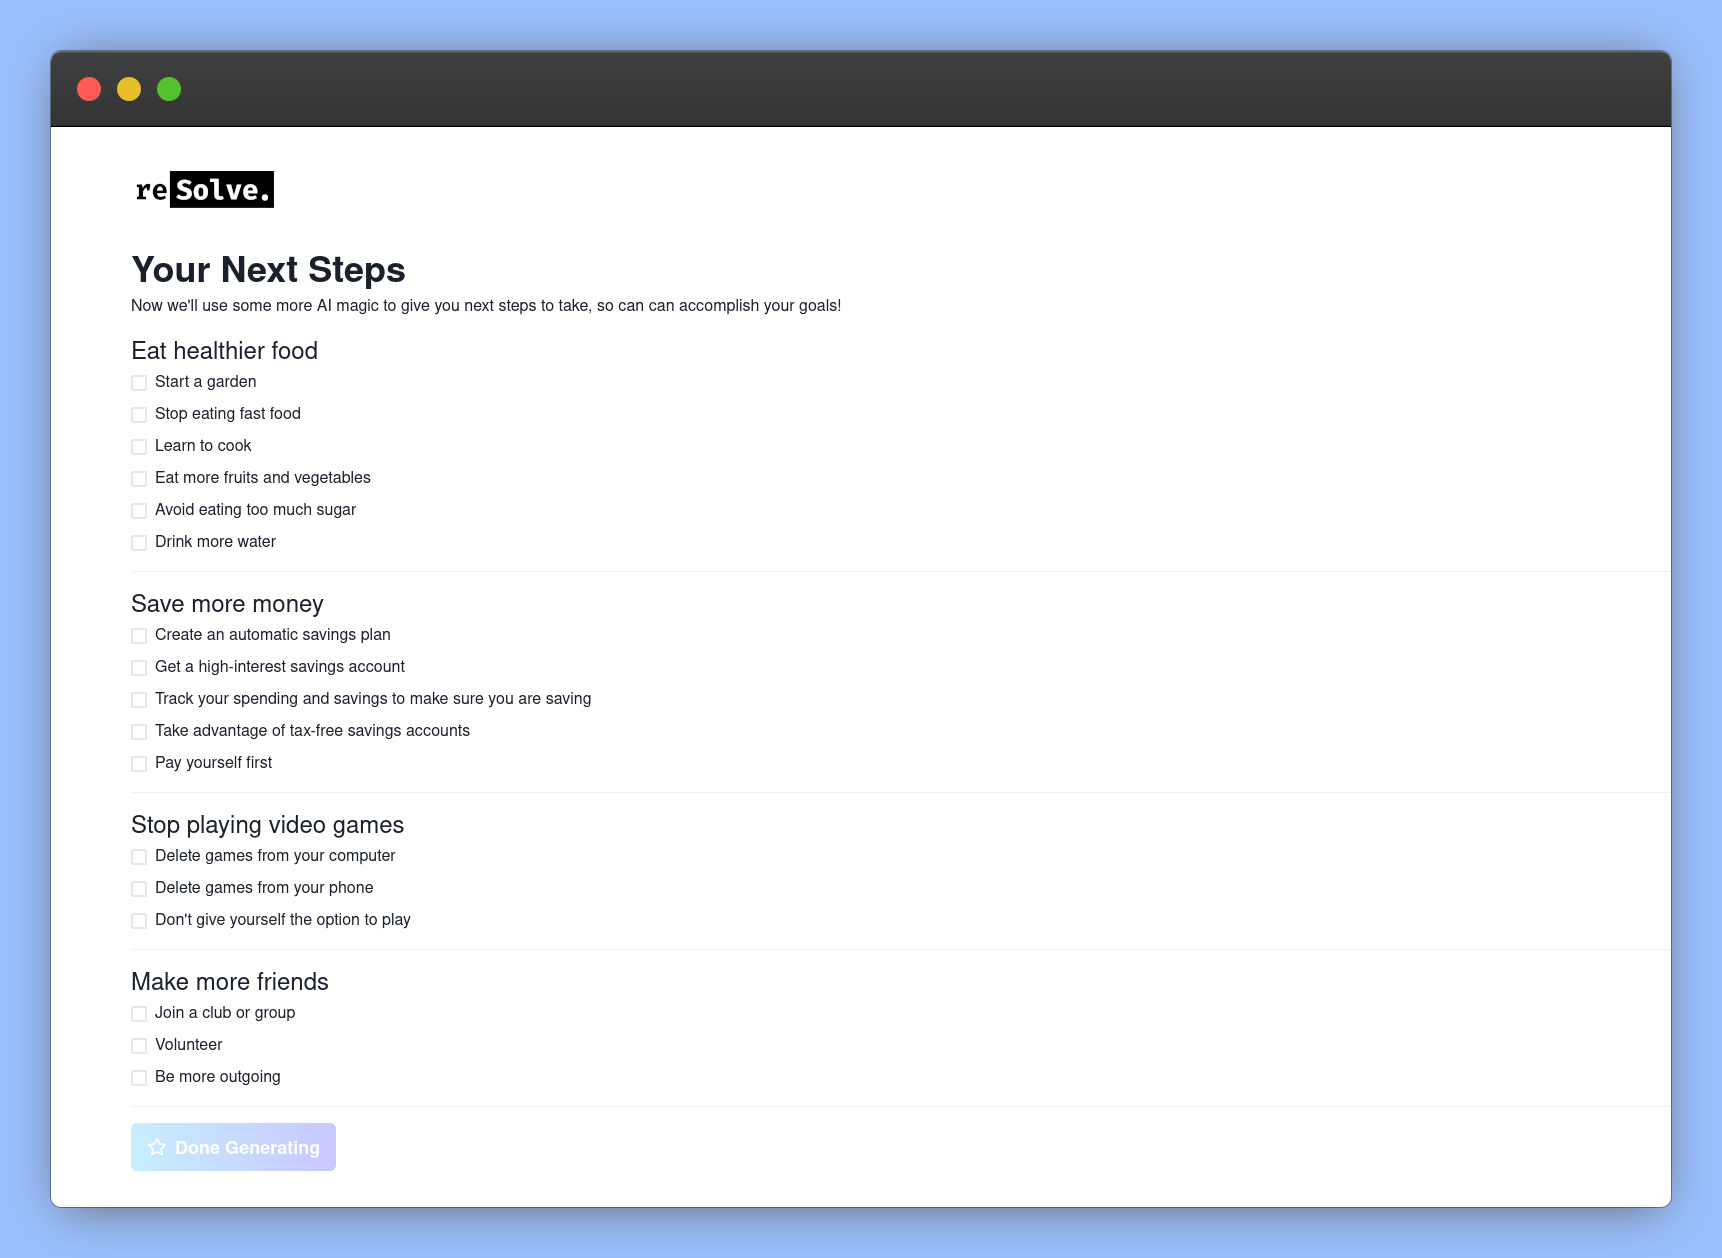 reSolve.
Your Next Steps
Now we'll use some more AI magic to give you next steps to take, so can can accomplish your goals!
Eat healthier food
Start a garden
Stop eating fast food
Learn to cook
Eat more fruits and vegetables
Avoid eating too much sugar
Drink more water
Save more money
Create an automatic savings plan
Get a high-interest savings account
Track your spending and savings to make sure you are saving
Take advantage of tax-free savings accounts
Pay yourself first
Stop playing video games
Delete games from your computer
Delete games from your phone
Don't give yourself the option to play
Make more friends
Join a club or group
Volunteer
Be more outgoing
Done Generating